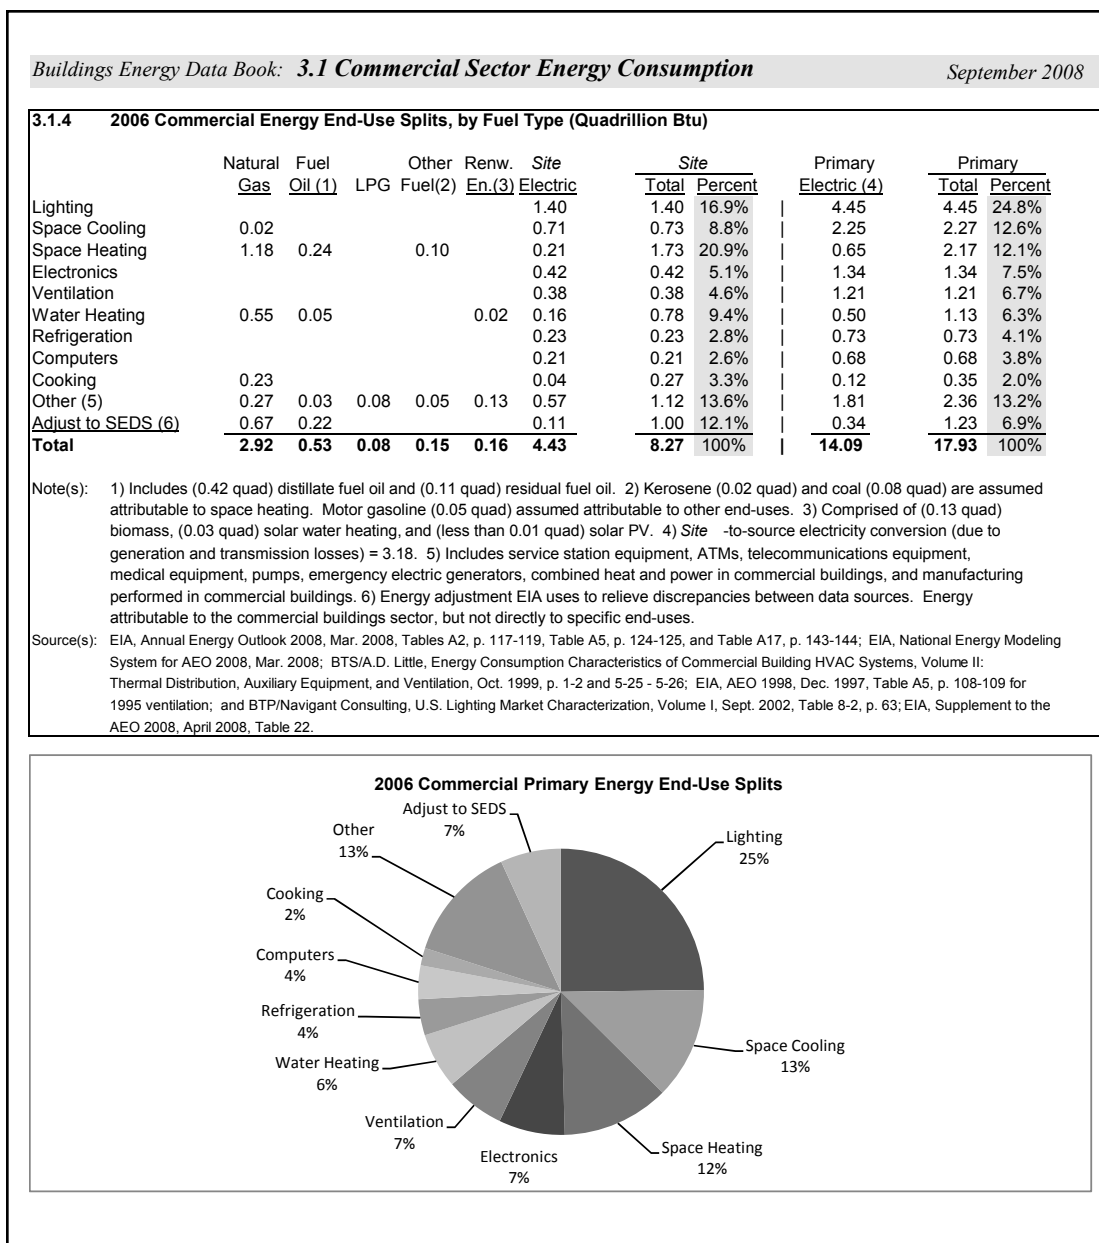 Buildings Energy Data Book: 3.1 Commercial Sector Energy Consumption September 2008
3.1.4 2006 Commercial Energy End-Use Splits, by Fuel Type (Quadrillion Btu)
Natural Fuel Other Renw. Site Site Primary Primary
Gas Oil (1) LPG Fuel(2) En.(3) Electric Total Percent Electric (4) Total Percent
Lighting 1.40 1.40 16.9% | 4.45 4.45 24.8%
Space Cooling 0.02 0.71 0.73 8.8% | 2.25 2.27 12.6%
Space Heating 1.18 0.24 0.10 0.21 1.73 20.9% | 0.65 2.17 12.1%
Electronics 0.42 0.42 5.1% | 1.34 1.34 7.5%
Ventilation 0.38 0.38 4.6% | 1.21 1.21 6.7%
Water Heating 0.55 0.05 0.02 0.16 0.78 9.4% | 0.50 1.13 6.3%
Refrigeration 0.23 0.23 2.8% | 0.73 0.73 4.1%
Computers 0.21 0.21 2.6% | 0.68 0.68 3.8%
Cooking 0.23 0.04 0.27 3.3% | 0.12 0.35 2.0%
Other (5) 0.27 0.03 0.08 0.05 0.13 0.57 1.12 13.6% | 1.81 2.36 13.2%
Adjust to SEDS (6) 0.67 0.22 0.11 1.00 12.1% | 0.34 1.23 6.9%
Total 2.92 0.53 0.08 0.15 0.16 4.43 8.27 100% | 14.09 17.93 100%
Note(s): 1) Includes (0.42 quad) distillate fuel oil and (0.11 quad) residual fuel oil. 2) Kerosene (0.02 quad) and coal (0.08 quad) are assumed
attributable to space heating. Motor gasoline (0.05 quad) assumed attributable to other end-uses. 3) Comprised of (0.13 quad)
biomass, (0.03 quad) solar water heating, and (less than 0.01 quad) solar PV. 4) Site -to-source electricity conversion (due to
generation and transmission losses) = 3.18. 5) Includes service station equipment, ATMs, telecommunications equipment,
medical equipment, pumps, emergency electric generators, combined heat and power in commercial buildings, and manufacturing
performed in commercial buildings. 6) Energy adjustment EIA uses to relieve discrepancies between data sources. Energy
attributable to the commercial buildings sector, but not directly to specific end-uses.
Source(s): EIA, Annual Energy Outlook 2008, Mar. 2008, Tables A2, p. 117-119, Table A5, p. 124-125, and Table A17, p. 143-144; EIA, National Energy Modeling
System for AEO 2008, Mar. 2008; BTS/A.D. Little, Energy Consumption Characteristics of Commercial Building HVAC Systems, Volume II:
Thermal Distribution, Auxiliary Equipment, and Ventilation, Oct. 1999, p. 1-2 and 5-25 - 5-26; EIA, AEO 1998, Dec. 1997, Table A5, p. 108-109 for
1995 ventilation; and BTP/Navigant Consulting, U.S. Lighting Market Characterization, Volume I, Sept. 2002, Table 8-2, p. 63; EIA, Supplement to the
AEO 2008, April 2008, Table 22.
2006 Commercial Primary Energy End-Use Splits
Adjust to SEDS
7%
Other
13%
Lighting
25%
Cooking
2%
Computers
4%
Refrigeration
4%
Space Cooling
13%
Water Heating
6%
Ventilation
7%
Space Heating
12%
Electronics
7%